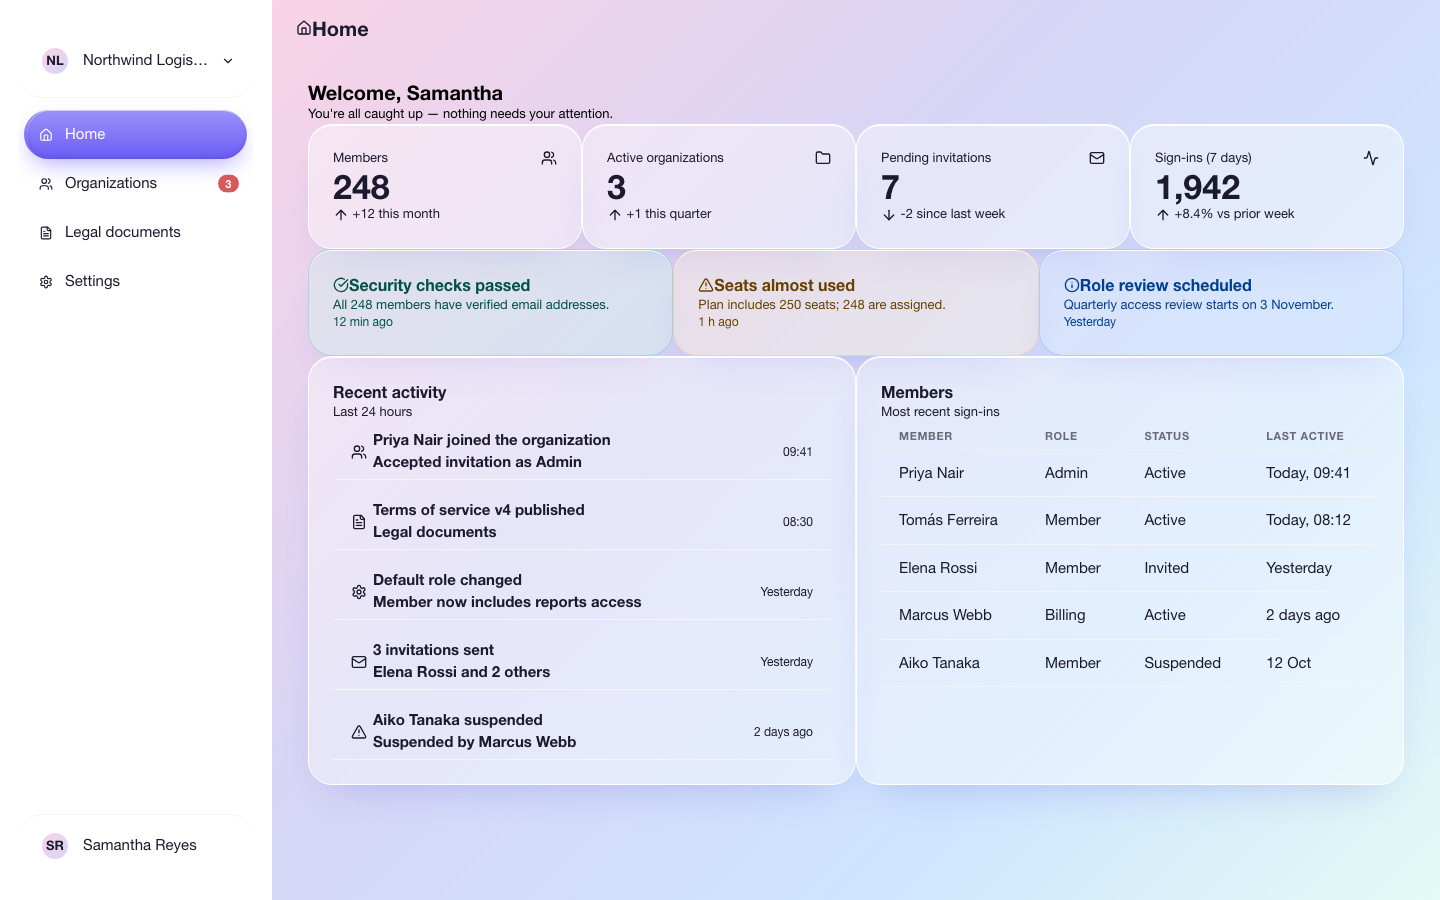 NL Northwind Logis...
Home
Organizations 3
Legal documents
Settings
SR Samantha Reyes
Home
Welcome, Samantha
You're all caught up — nothing needs your attention.
Members
248
+12 this month
Active organizations
3
+1 this quarter
Pending invitations
7
-2 since last week
Sign-ins (7 days)
1,942
+8.4% vs prior week
Security checks passed
All 248 members have verified email addresses.
12 min ago
Seats almost used
Plan includes 250 seats; 248 are assigned.
1 h ago
Role review scheduled
Quarterly access review starts on 3 November.
Yesterday
Recent activity
Last 24 hours
Priya Nair joined the organization
Accepted invitation as Admin
09:41
Terms of service v4 published
Legal documents
08:30
Default role changed
Member now includes reports access
Yesterday
3 invitations sent
Elena Rossi and 2 others
Yesterday
Aiko Tanaka suspended
Suspended by Marcus Webb
2 days ago
Members
Most recent sign-ins
MEMBER ROLE STATUS LAST ACTIVE
Priya Nair Admin Active Today, 09:41
Tomás Ferreira Member Active Today, 08:12
Elena Rossi Member Invited Yesterday
Marcus Webb Billing Active 2 days ago
Aiko Tanaka Member Suspended 12 Oct